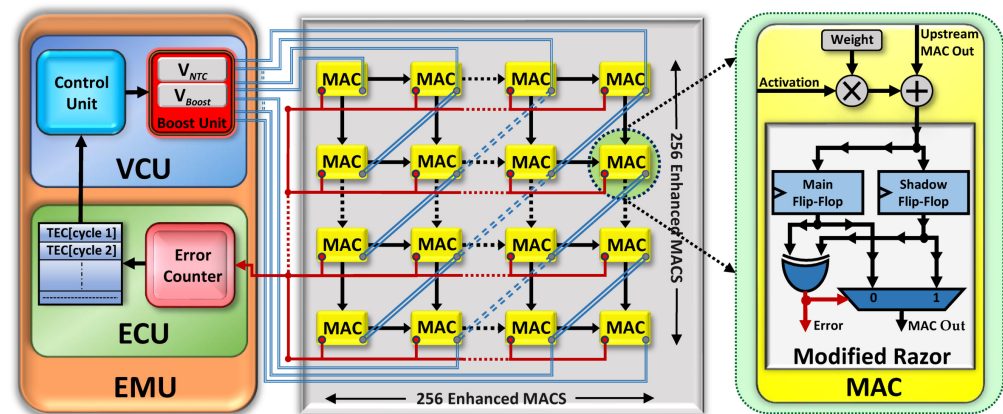 Control
Unit
V_NTC
V_Boost
Boost Unit
VCU
TEC[cycle 1]
TEC[cycle 2]
Error
Counter
ECU
EMU
MAC MAC MAC MAC
MAC MAC MAC MAC
MAC MAC MAC MAC
MAC MAC MAC MAC
256 Enhanced MACS
256 Enhanced MACS
Weight
Upstream
MAC Out
Activation
Main
Flip-Flop
Shadow
Flip-Flop
0 1
Error
MAC Out
Modified Razor
MAC